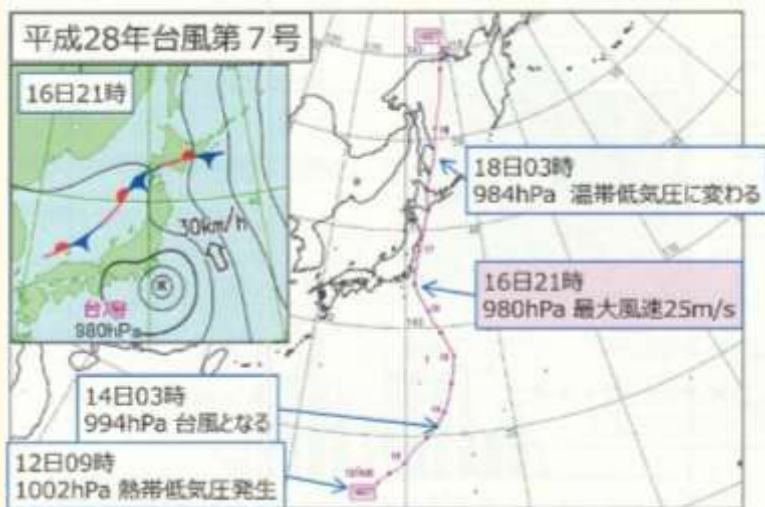 平成28年台風第7号
16日21時
30km/h
台7号
980hPa
18日03時
984hPa 温帯低気圧に変わる
16日21時
980hPa 最大風速25m/s
14日03時
994hPa 台風となる
12日09時
1002hPa 熱帯低気圧発生